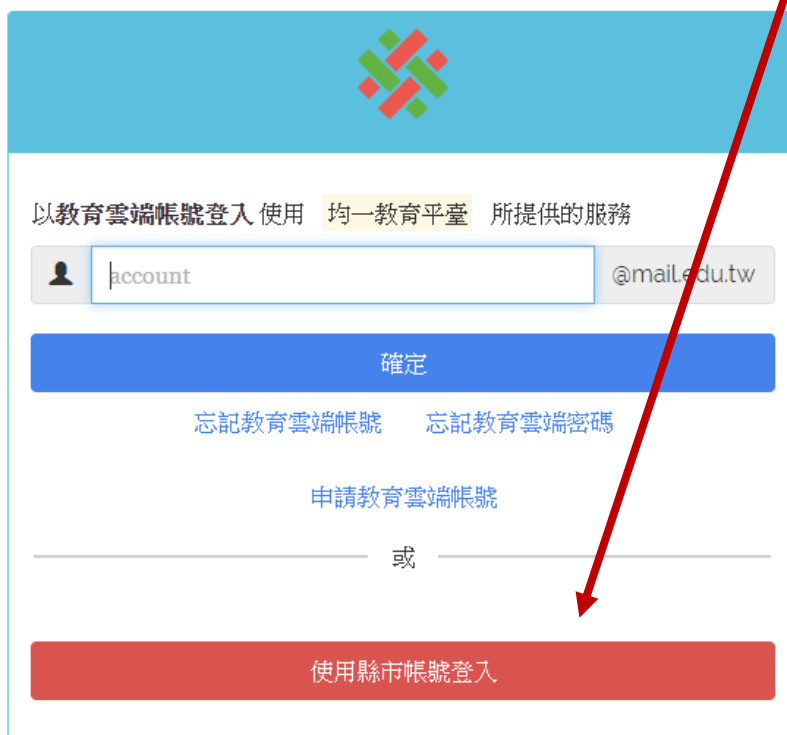 以教育雲端帳號登入 使用 均一教育平臺 所提供的服務
account @mail.edu.tw
確定
忘記教育雲端帳號 忘記教育雲端密碼
申請教育雲端帳號
或
使用縣市帳號登入